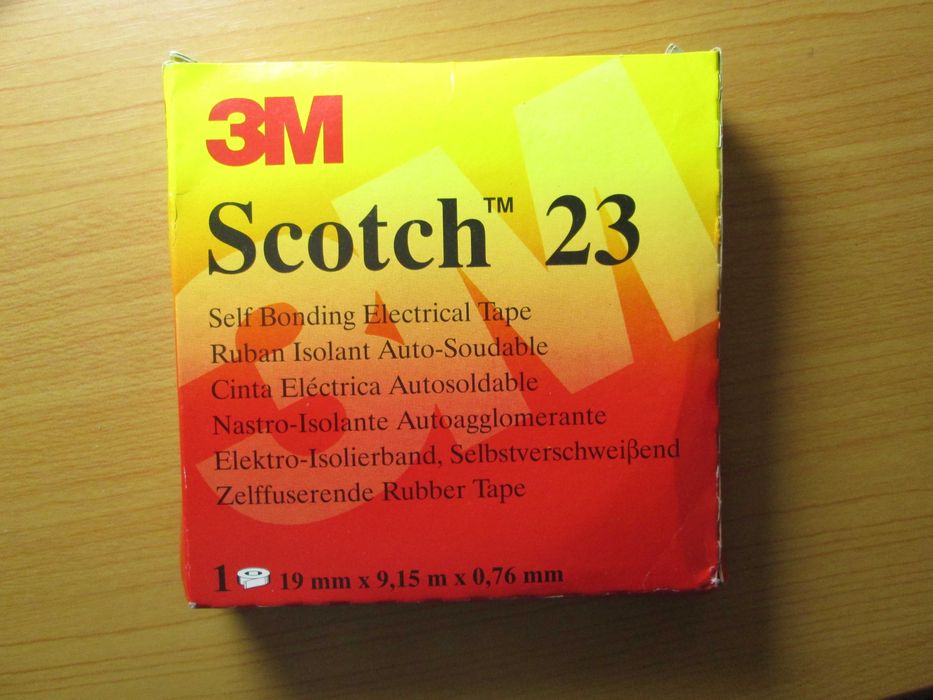 3M
Scotch™ 23
Self Bonding Electrical Tape
Ruban Isolant Auto-Soudable
Cinta Eléctrica Autosoldable
Nastro-Isolante Autoagglomerante
Elektro-Isolierband, Selbstverschweißend
Zelffuserende Rubber Tape
1 19 mm x 9,15 m x 0,76 mm